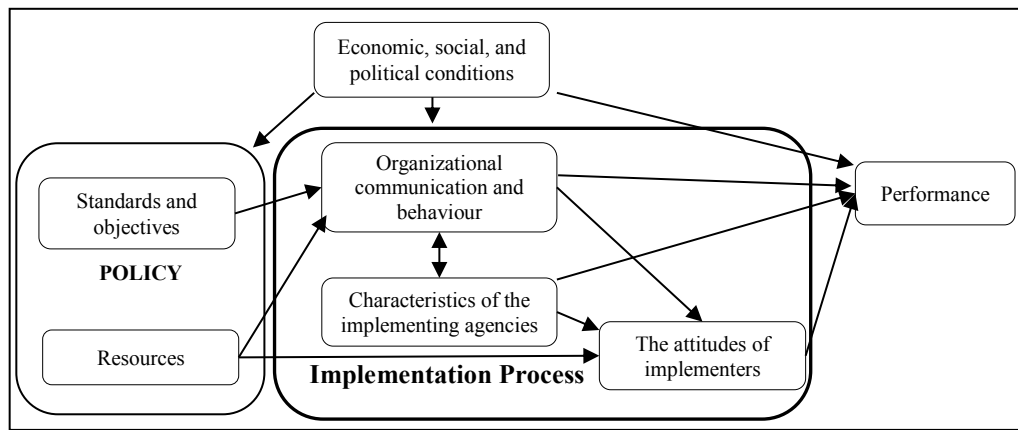 Economic, social, and
political conditions
Organizational
communication and
behaviour
Standards and
objectives
Performance
POLICY
Characteristics of the
implementing agencies
Resources
The attitudes of
implementers
Implementation Process